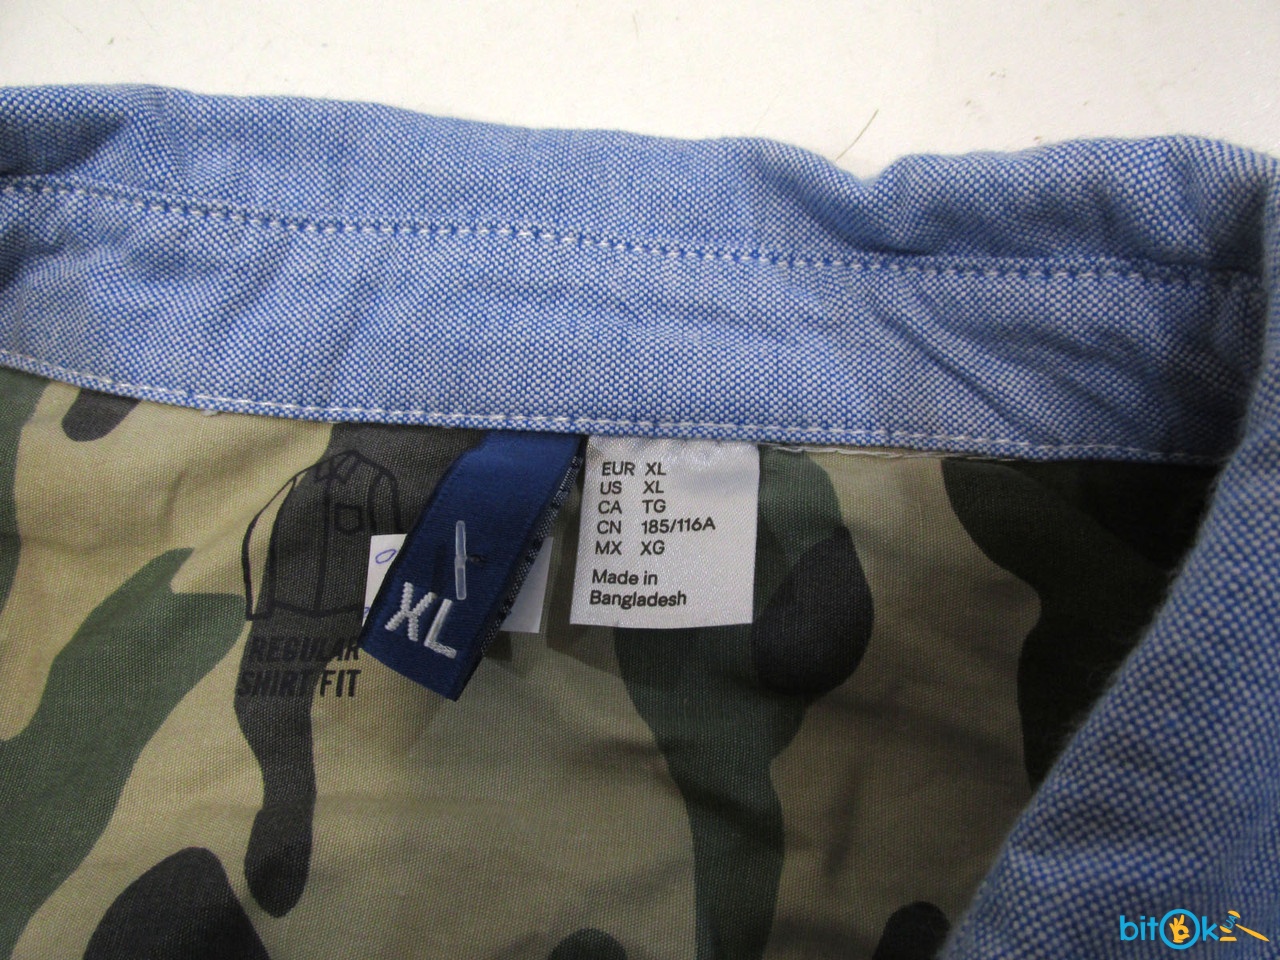 EUR XL
US XL
CA TG
CN 185/116A
MX XG
Made in
Bangladesh
XL
REGULAR
SHIRT FIT
bitOk